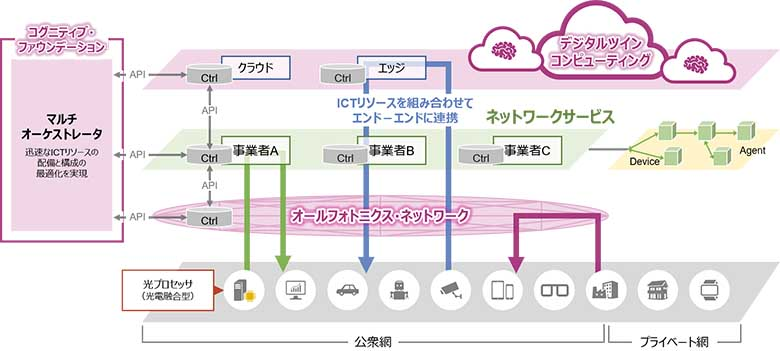 コグニティブ・
ファウンデーション
マルチ
オーケストレータ
迅速なICTリソースの
配備と構成の
最適化を実現
API
Ctrl
クラウド
Ctrl
エッジ
デジタルツイン
コンピューティング
API
ICTリソースを組み合わせて
エンドーエンドに連携
ネットワークサービス
API
Ctrl
事業者A
Ctrl
事業者B
Ctrl
事業者C
Device
Agent
API
API
Ctrl
オールフォトニクス・ネットワーク
光プロセッサ
（光電融合型）
公衆網
プライベート網